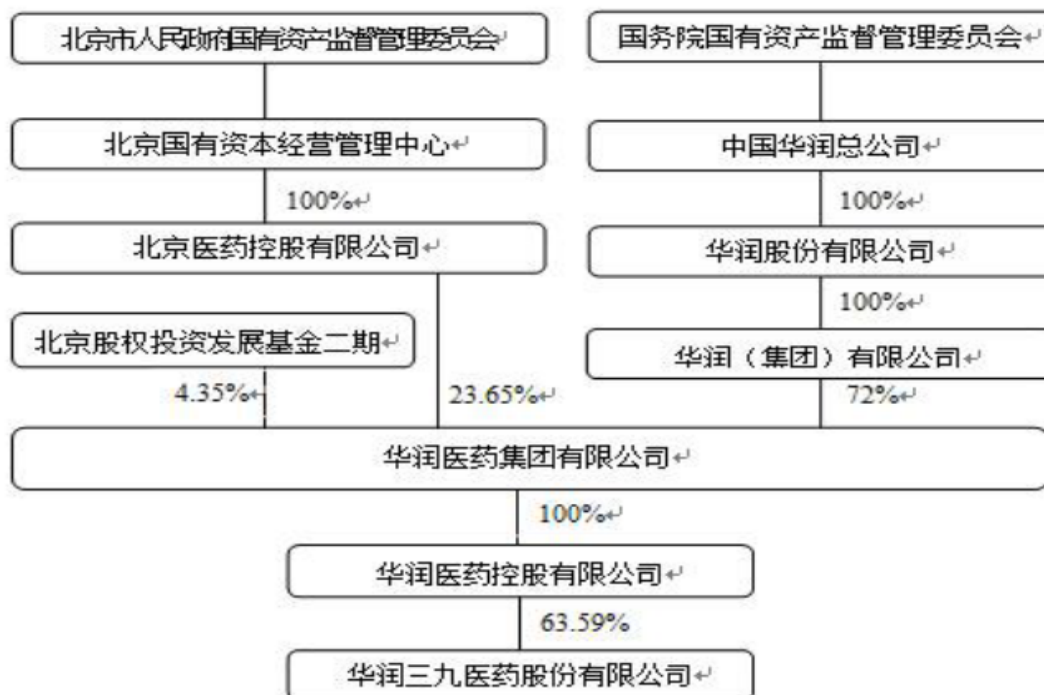 北京市人民政府国有资产监督管理委员会↵
国务院国有资产监督管理委员会↵
北京国有资本经营管理中心↵
中国华润总公司↵
100%↵
100%↵
北京医药控股有限公司↵
华润股份有限公司↵
100%↵
北京股权投资发展基金二期↵
华润（集团）有限公司↵
4.35%↵
23.65%↵
72%↵
华润医药集团有限公司↵
100%↵
华润医药控股有限公司↵
63.59%
华润三九医药股份有限公司↵